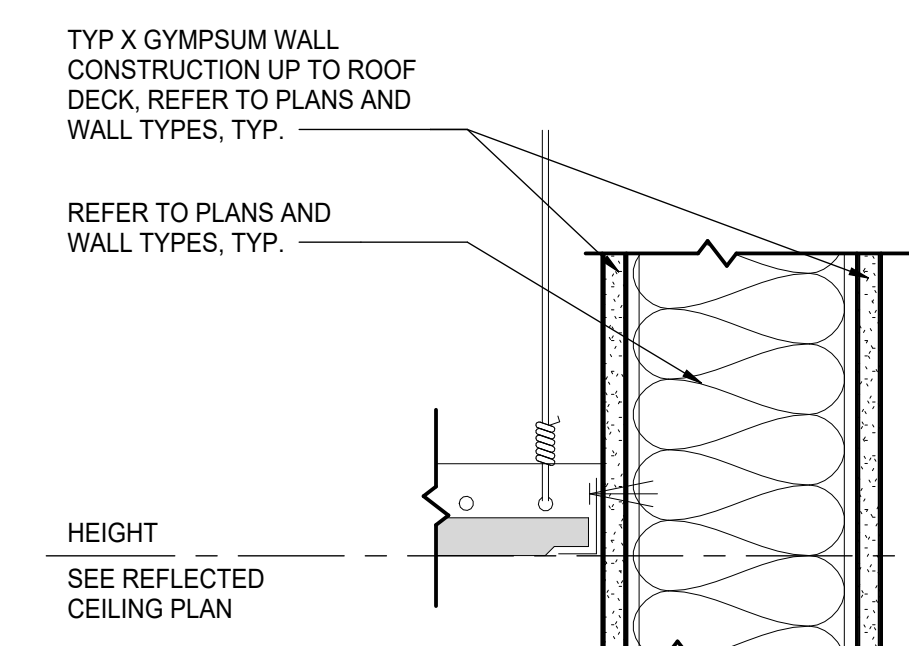 TYP X GYMPSUM WALL
CONSTRUCTION UP TO ROOF
DECK, REFER TO PLANS AND
WALL TYPES, TYP.
REFER TO PLANS AND
WALL TYPES, TYP.
HEIGHT
SEE REFLECTED
CEILING PLAN